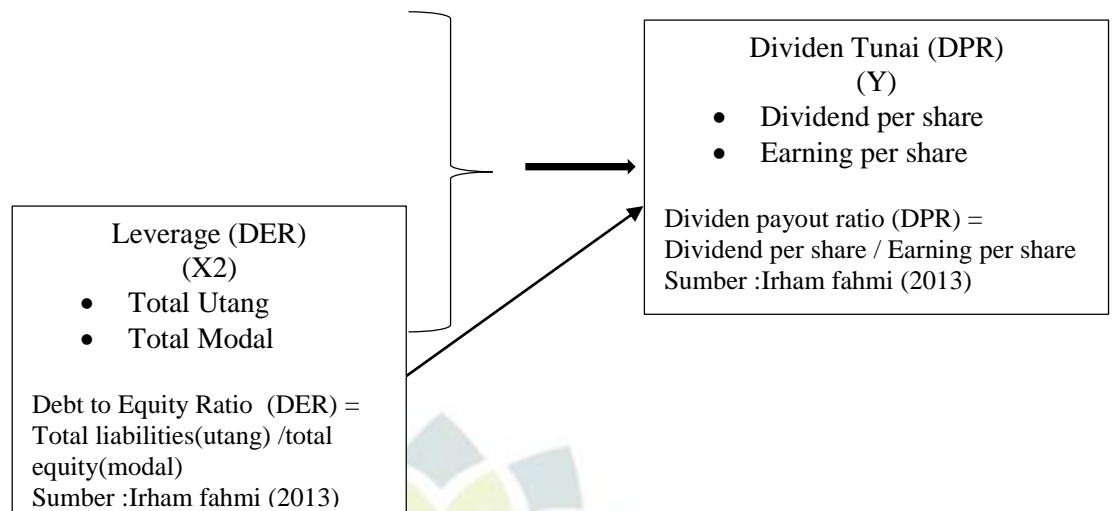 Dividen Tunai (DPR)
(Y)
• Dividend per share
• Earning per share
Dividen payout ratio (DPR) =
Dividend per share / Earning per share
Sumber :Irham fahmi (2013)
Leverage (DER)
(X2)
• Total Utang
• Total Modal
Debt to Equity Ratio (DER) =
Total liabilities(utang) /total
equity(modal)
Sumber :Irham fahmi (2013)